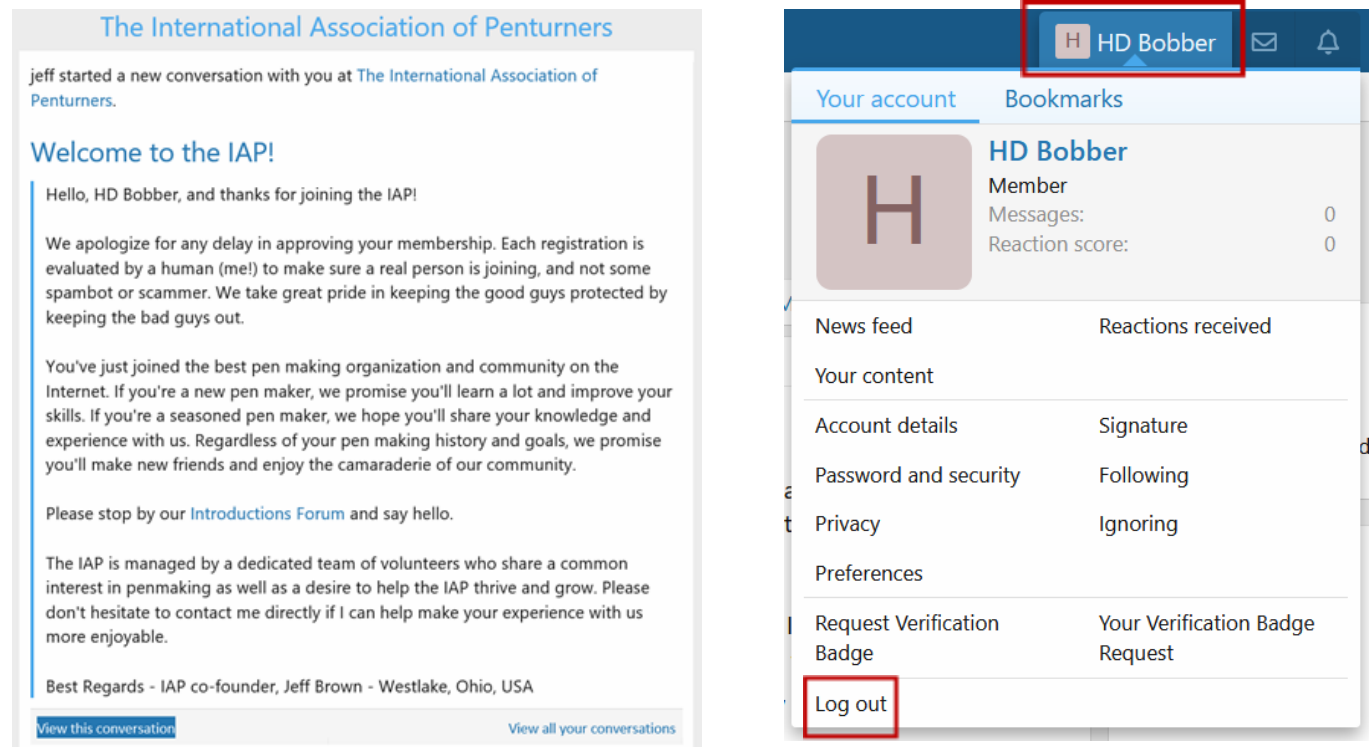 The International Association of Penturners
jeff started a new conversation with you at The International Association of
Penturners.
Welcome to the IAP!
Hello, HD Bobber, and thanks for joining the IAP!
We apologize for any delay in approving your membership. Each registration is
evaluated by a human (me!) to make sure a real person is joining, and not some
spambot or scammer. We take great pride in keeping the good guys protected by
keeping the bad guys out.
You've just joined the best pen making organization and community on the
Internet. If you're a new pen maker, we promise you'll learn a lot and improve your
skills. If you're a seasoned pen maker, we hope you'll share your knowledge and
experience with us. Regardless of your pen making history and goals, we promise
you'll make new friends and enjoy the camaraderie of our community.
Please stop by our Introductions Forum and say hello.
The IAP is managed by a dedicated team of volunteers who share a common
interest in penmaking as well as a desire to help the IAP thrive and grow. Please
don't hesitate to contact me directly if I can help make your experience with us
more enjoyable.
Best Regards - IAP co-founder, Jeff Brown - Westlake, Ohio, USA
View this conversation View all your conversations
H HD Bobber
Your account Bookmarks
H
HD Bobber
Member
Messages: 0
Reaction score: 0
News feed Reactions received
Your content
Account details Signature
Password and security Following
Privacy Ignoring
Preferences
Request Verification Your Verification Badge
Badge Request
Log out